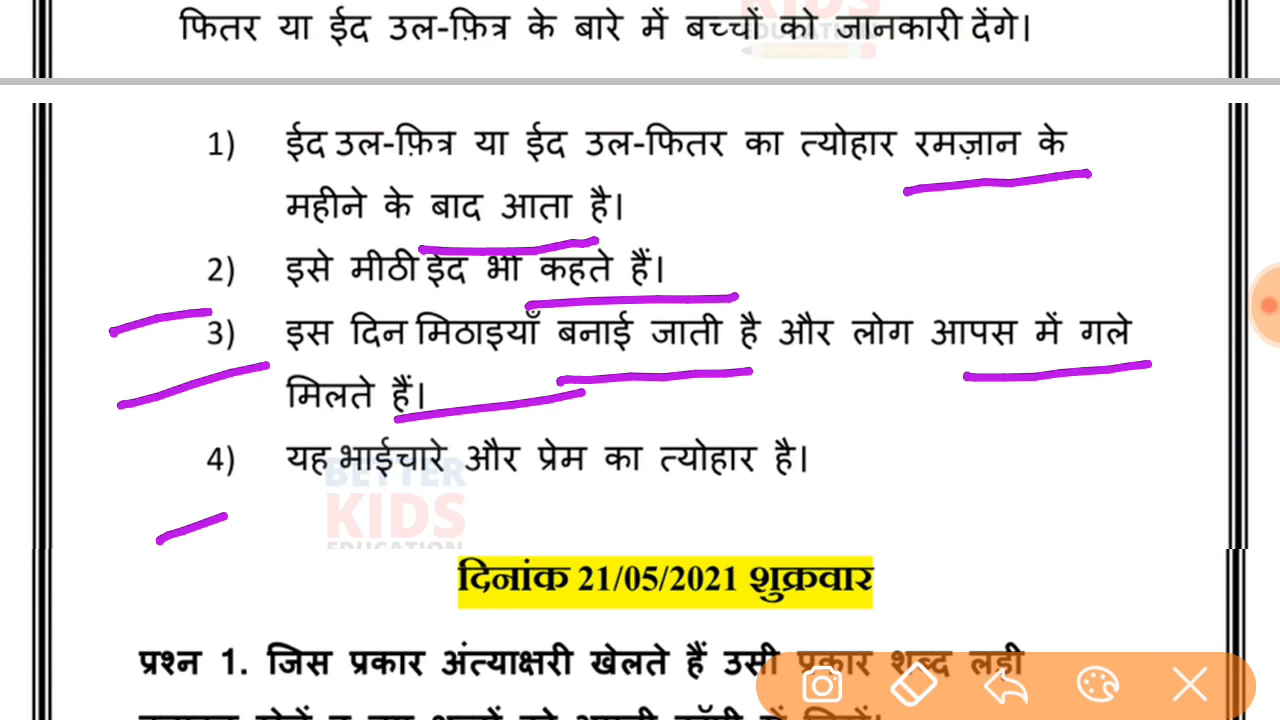 फितर या ईद उल-फ़ित्र के बारे में बच्चों को जानकारी देंगे।
1) ईद उल-फ़ित्र या ईद उल-फितर का त्योहार रमज़ान के
महीने के बाद आता है।
2) इसे मीठी ईद भी कहते हैं।
3) इस दिन मिठाइयाँ बनाई जाती है और लोग आपस में गले
मिलते हैं।
4) यह भाईचारे और प्रेम का त्योहार है।
BETTER
KIDS
EDUCATION
दिनांक 21/05/2021 शुक्रवार
प्रश्न 1. जिस प्रकार अंत्याक्षरी खेलते हैं उसी प्रकार शब्द लड़ी